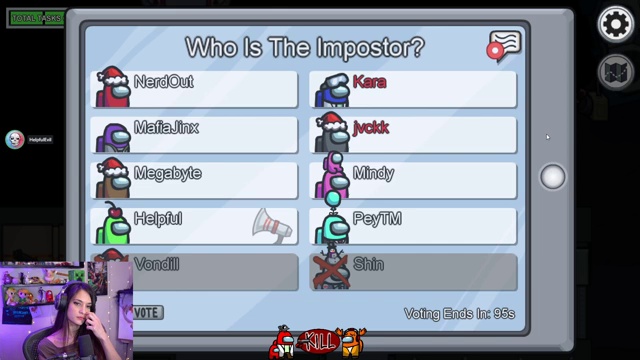 TOTAL TASKS
Who Is The Impostor?
NerdOut
Kara
MafiaJinx
jvckk
HelpfulEvil
Megabyte
Mindy
Helpful
PeyTM
Vondill
Shin
VOTE
Voting Ends In: 95s
KILL